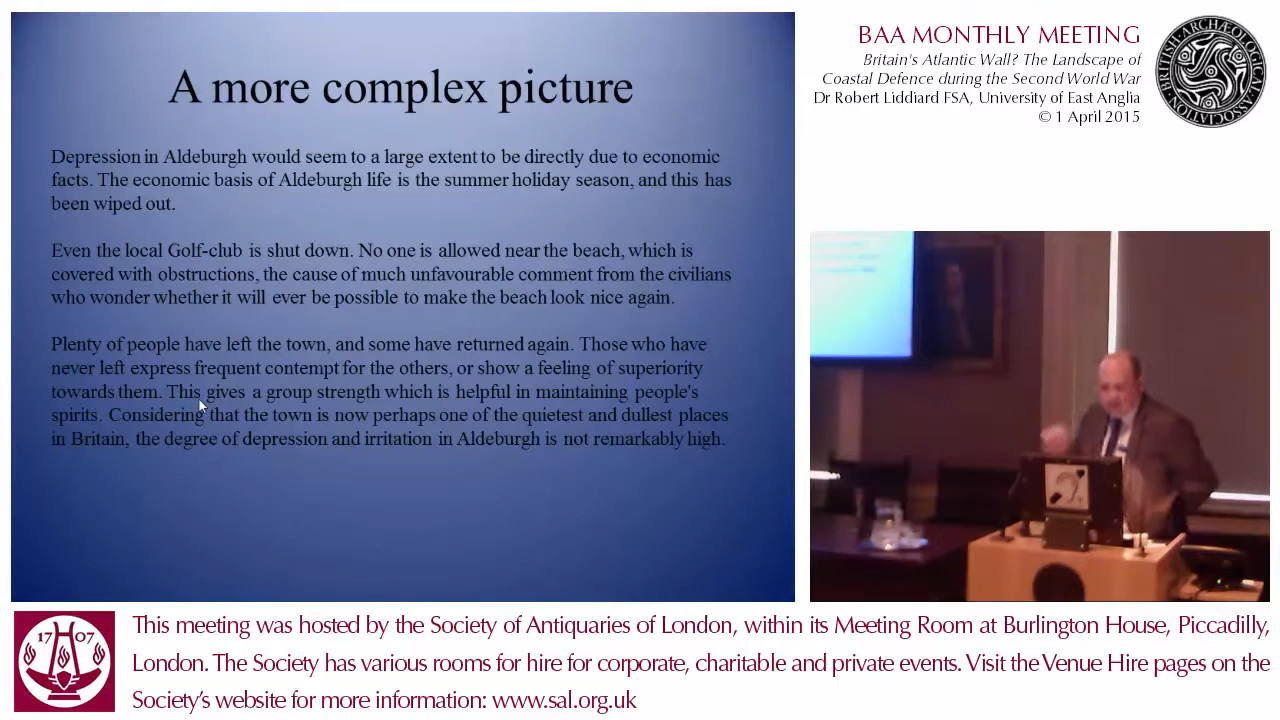 A more complex picture
Depression in Aldeburgh would seem to a large extent to be directly due to economic
facts. The economic basis of Aldeburgh life is the summer holiday season, and this has
been wiped out.
Even the local Golf-club is shut down. No one is allowed near the beach, which is
covered with obstructions, the cause of much unfavourable comment from the civilians
who wonder whether it will ever be possible to make the beach look nice again.
Plenty of people have left the town, and some have returned again. Those who have
never left express frequent contempt for the others, or show a feeling of superiority
towards them. This gives a group strength which is helpful in maintaining people's
spirits. Considering that the town is now perhaps one of the quietest and dullest places
in Britain, the degree of depression and irritation in Aldeburgh is not remarkably high.
BAA MONTHLY MEETING
Britain's Atlantic Wall? The Landscape of
Coastal Defence during the Second World War
Dr Robert Liddiard FSA, University of East Anglia
© 1 April 2015
BRITISH·ARCHÆOLOGICAL ASSOCIATION
1707
This meeting was hosted by the Society of Antiquaries of London, within its Meeting Room at Burlington House, Piccadilly,
London. The Society has various rooms for hire for corporate, charitable and private events. Visit the Venue Hire pages on the
Society's website for more information: www.sal.org.uk